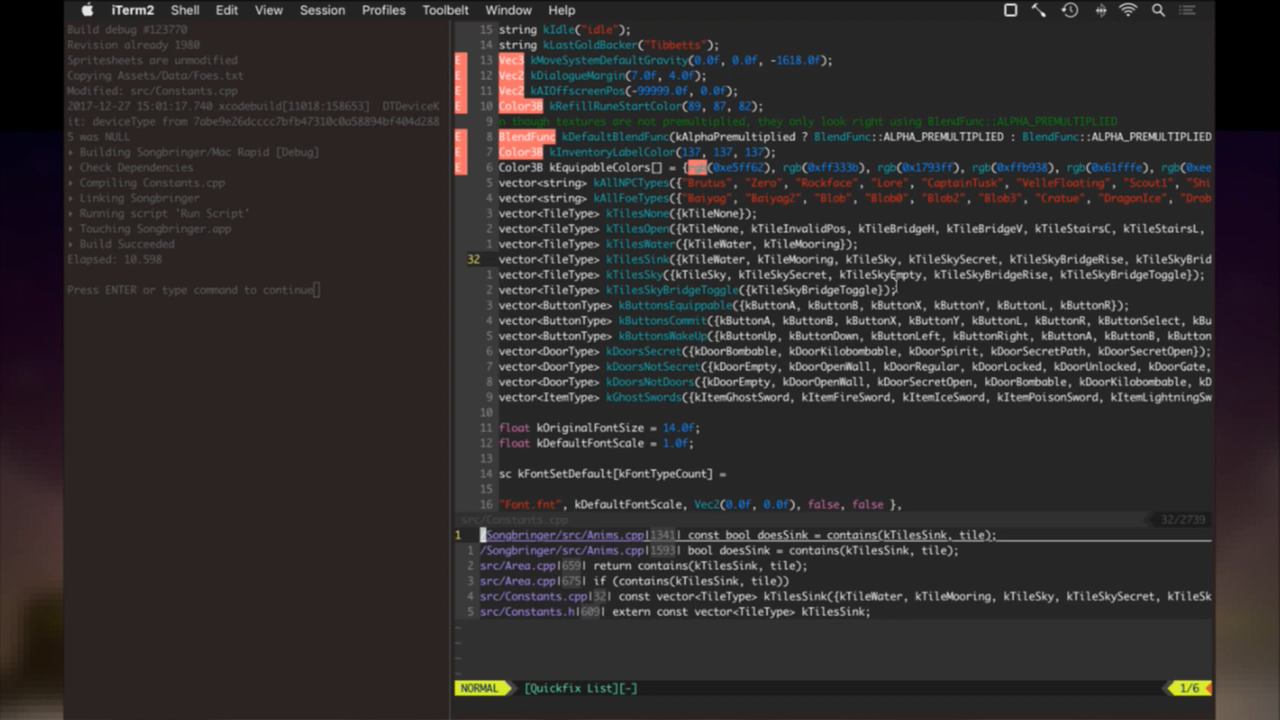 iTerm2 Shell Edit View Session Profiles Toolbelt Window Help
Build debug #123770
Revision already 1980
Spritesheets are unmodified
Copying Assets/Data/Foes.txt
Modified: src/Constants.cpp
2017-12-27 15:01:17.740 xcodebuild[11018:158653] DTDeviceK
it: deviceType from 7abe9e26dcccc7bfb47310c0a58894bf404d288
5 was NULL
Building Songbringer/Mac Rapid [Debug]
Check Dependencies
Compiling Constants.cpp
Linking Songbringer
Running script 'Run Script'
Touching Songbringer.app
Build Succeeded
Elapsed: 10.598
Press ENTER or type command to continue
15 string kIdle("idle");
14 string kLastGoldBacker("Tibbetts");
E 13 Vec3 kMoveSystemDefaultGravity(0.0f, 0.0f, -1618.0f);
E 12 Vec2 kDialogueMargin(7.0f, 4.0f);
E 11 Vec2 kAIOffscreenPos(-99999.0f, 0.0f);
E 10 Color3B kRefillRuneStartColor(89, 87, 82);
9 n though textures are not premultiplied, they only look right using BlendFunc::ALPHA_PREMULTIPLIED
E 8 BlendFunc kDefaultBlendFunc(kAlphaPremultiplied ? BlendFunc::ALPHA_PREMULTIPLIED : BlendFunc::ALPHA_PREMULTIPLIED
E 7 Color3B kInventoryLabelColor(137, 137, 137);
E 6 Color3B kEquipableColors[] = {rgb(0xe5ff62), rgb(0xff333b), rgb(0x1793ff), rgb(0xffb938), rgb(0x61fffe), rgb(0xee
5 vector<string> kAllNPCTypes({"Brutus", "Zero", "Rockface", "Lore", "CaptainTusk", "VelleFloating", "Scout1", "Shi
4 vector<string> kAllFoeTypes({"Baiyag", "Baiyag2", "Blob", "Blob0", "Blob2", "Blob3", "Cratue", "DragonIce", "Drob
3 vector<TileType> kTilesNone({kTileNone});
2 vector<TileType> kTilesOpen({kTileNone, kTileInvalidPos, kTileBridgeH, kTileBridgeV, kTileStairsC, kTileStairsL,
1 vector<TileType> kTilesWater({kTileWater, kTileMooring});
32 vector<TileType> kTilesSink({kTileWater, kTileMooring, kTileSky, kTileSkySecret, kTileSkyBridgeRise, kTileSkyBrid
1 vector<TileType> kTilesSky({kTileSky, kTileSkySecret, kTileSkyEmpty, kTileSkyBridgeRise, kTileSkyBridgeToggle});
2 vector<TileType> kTilesSkyBridgeToggle({kTileSkyBridgeToggle});
3 vector<ButtonType> kButtonsEquippable({kButtonA, kButtonB, kButtonX, kButtonY, kButtonL, kButtonR});
4 vector<ButtonType> kButtonsCommit({kButtonA, kButtonB, kButtonX, kButtonY, kButtonL, kButtonR, kButtonSelect, kBu
5 vector<ButtonType> kButtonsWakeUp({kButtonUp, kButtonDown, kButtonLeft, kButtonRight, kButtonA, kButtonB, kButton
6 vector<DoorType> kDoorsSecret({kDoorBombable, kDoorKilobombable, kDoorSpirit, kDoorSecretPath, kDoorSecretOpen});
7 vector<DoorType> kDoorsNotSecret({kDoorEmpty, kDoorOpenWall, kDoorRegular, kDoorLocked, kDoorUnlocked, kDoorGate,
8 vector<DoorType> kDoorsNotDoors({kDoorEmpty, kDoorOpenWall, kDoorSecretOpen, kDoorBombable, kDoorKilobombable, kD
9 vector<ItemType> kGhostSwords({kItemGhostSword, kItemFireSword, kItemIceSword, kItemPoisonSword, kItemLightningSw
10
11 float kOriginalFontSize = 14.0f;
12 float kDefaultFontScale = 1.0f;
13
14 sc kFontSetDefault[kFontTypeCount] =
15
16 "Font.fnt", kDefaultFontScale, Vec2(0.0f, 0.0f), false, false },
src/Constants.cpp 32/2739
1 Songbringer/src/Anims.cpp|1341| const bool doesSink = contains(kTilesSink, tile);
1 /Songbringer/src/Anims.cpp|1593| bool doesSink = contains(kTilesSink, tile);
2 src/Area.cpp|659| return contains(kTilesSink, tile);
3 src/Area.cpp|675| if (contains(kTilesSink, tile))
4 src/Constants.cpp|32| const vector<TileType> kTilesSink({kTileWater, kTileMooring, kTileSky, kTileSkySecret, kTileSk
5 src/Constants.h|609| extern const vector<TileType> kTilesSink;
~
~
~
NORMAL [Quickfix List][-] 1/6